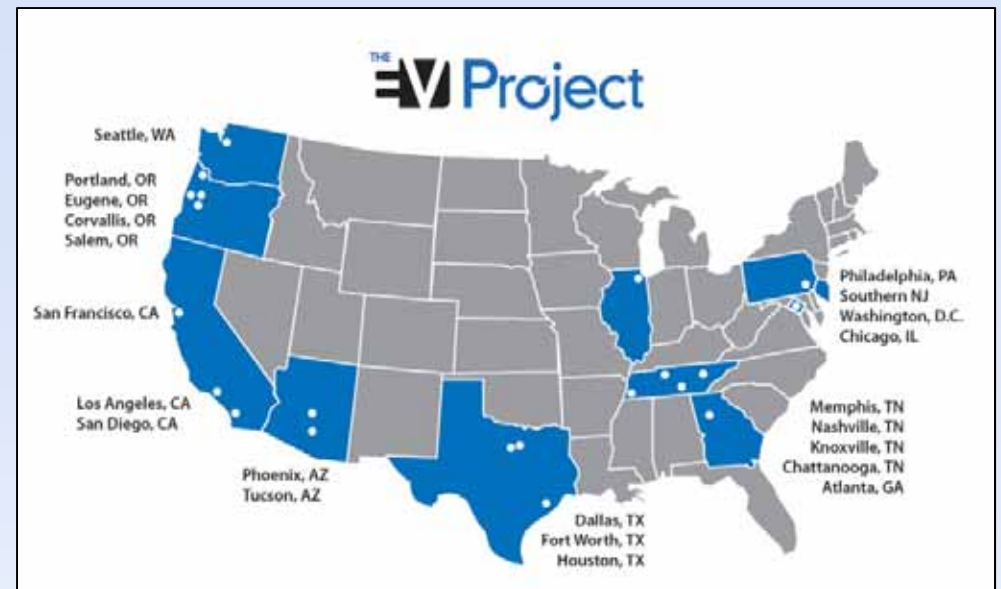 THE
EV Project
Seattle, WA
Portland, OR
Eugene, OR
Corvallis, OR
Salem, OR
San Francisco, CA
Los Angeles, CA
San Diego, CA
Phoenix, AZ
Tucson, AZ
Dallas, TX
Fort Worth, TX
Houston, TX
Philadelphia, PA
Southern NJ
Washington, D.C.
Chicago, IL
Memphis, TN
Nashville, TN
Knoxville, TN
Chattanooga, TN
Atlanta, GA